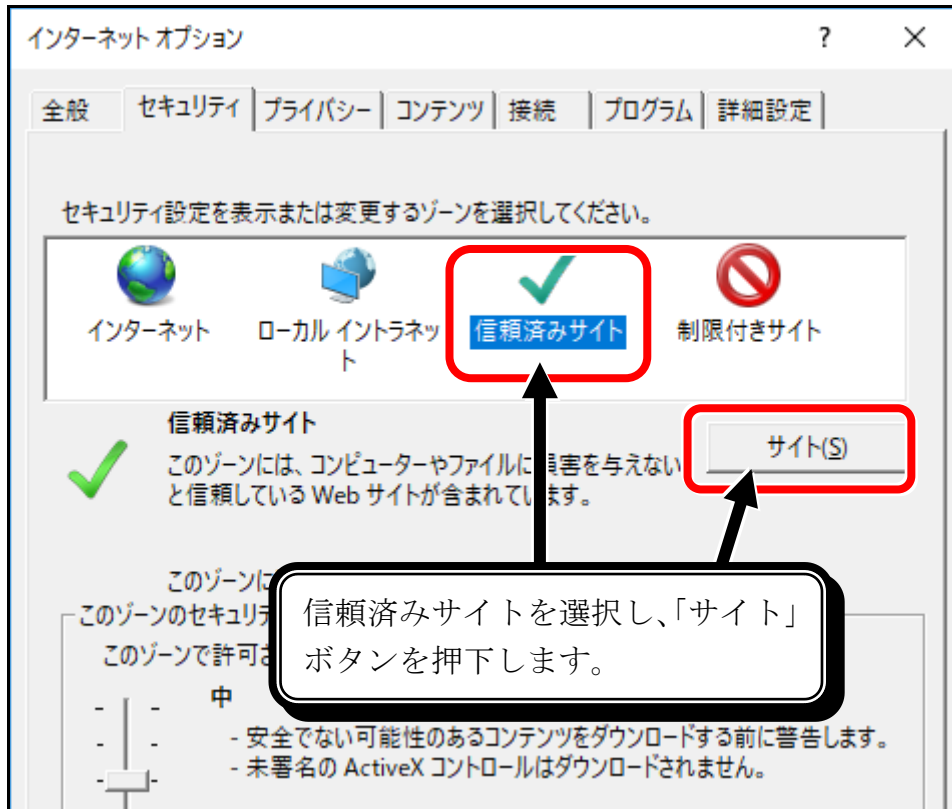 インターネット オプション ? ×
全般 セキュリティ プライバシー コンテンツ 接続 プログラム 詳細設定
セキュリティ設定を表示または変更するゾーンを選択してください。
インターネット ローカル イントラネッ 信頼済みサイト 制限付きサイト
ト
信頼済みサイト
サイト(S)
このゾーンには、コンピューターやファイルに 損害を与えない
と信頼している Web サイトが含まれています。
このゾーンに
このゾーンのセキュリテ
このゾーンで許可さ
信頼済みサイトを選択し、「サイト」
ボタンを押下します。
中
- 安全でない可能性のあるコンテンツをダウンロードする前に警告します。
- 未署名の ActiveX コントロールはダウンロードされません。